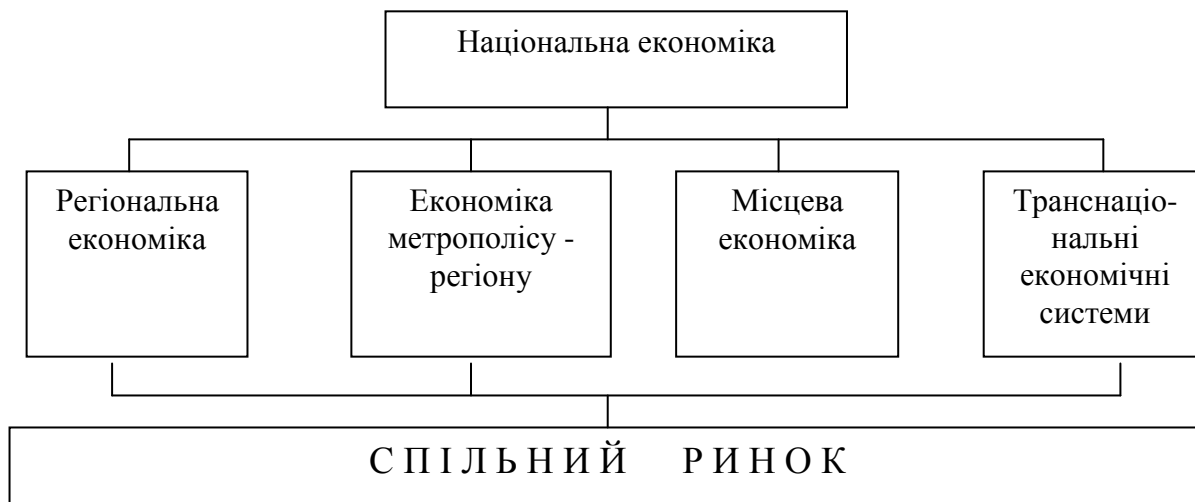 Національна економіка
Регіональна
економіка
Економіка
метрополісу -
регіону
Місцева
економіка
Транснаціо-
нальні
економічні
системи
СПІЛЬНИЙ РИНОК